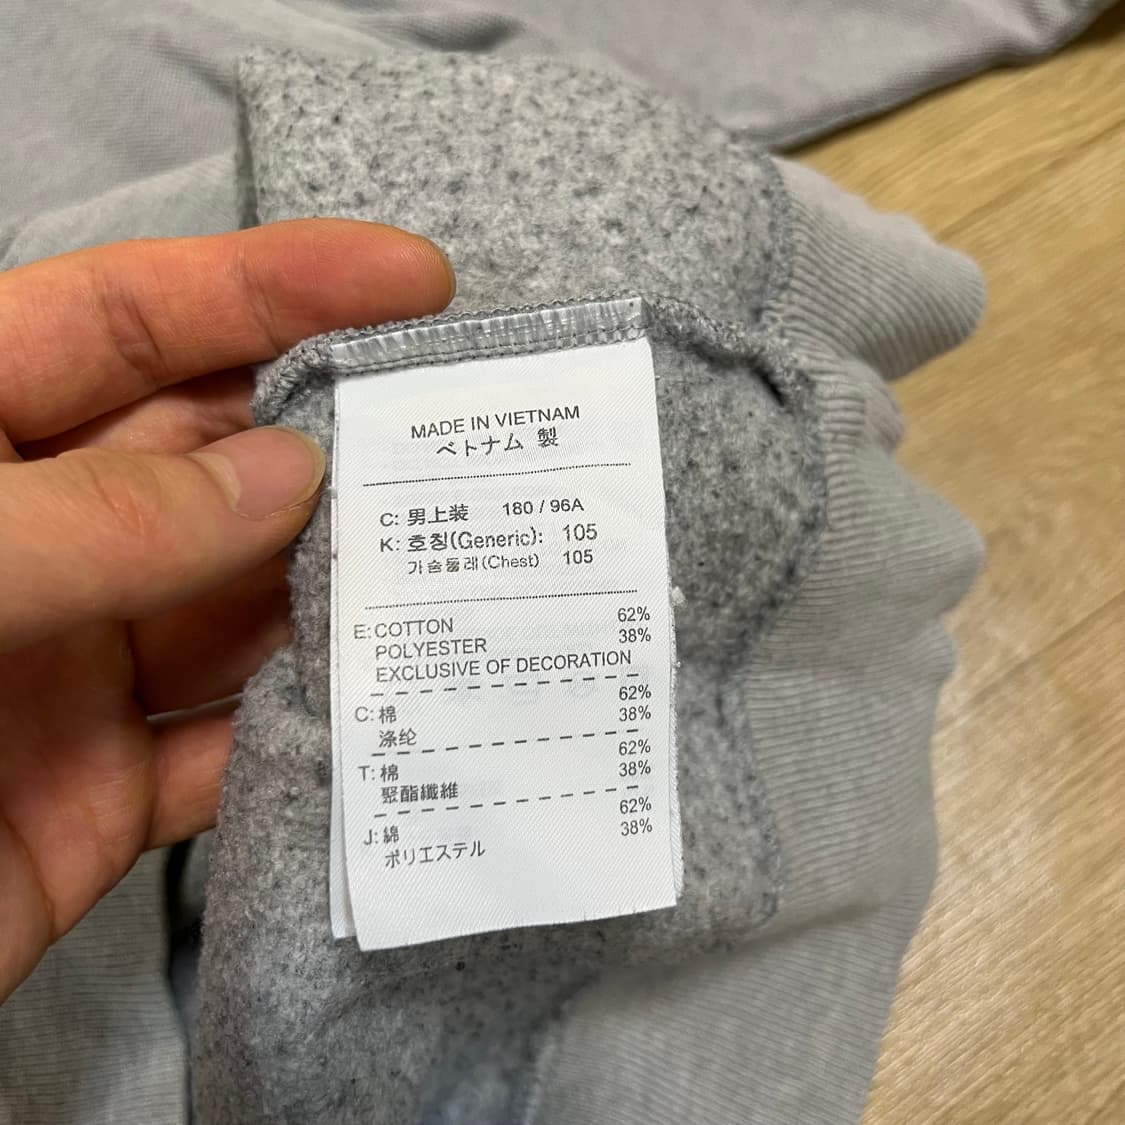 MADE IN VIETNAM
ベトナム 製
C: 男上装 180 / 96A
K: 호칭(Generic): 105
가슴둘레(Chest) 105
E: COTTON 62%
POLYESTER 38%
EXCLUSIVE OF DECORATION
C: 棉 62%
涤纶 38%
T: 棉 62%
聚酯纖維 38%
J: 綿 62%
ポリエステル 38%